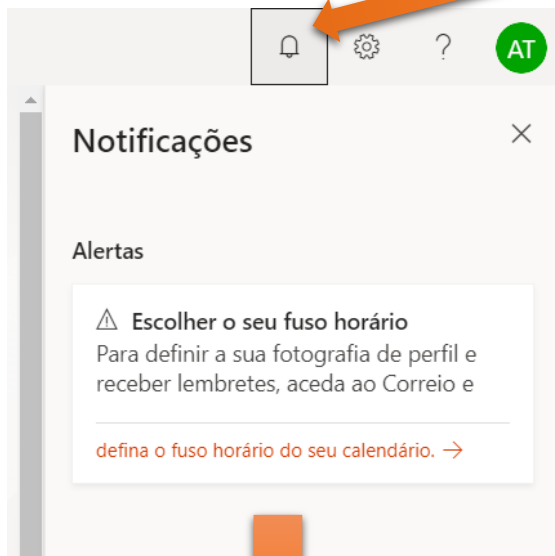 ? AT
Notificações
Alertas
Escolher o seu fuso horário
Para definir a sua fotografia de perfil e
receber lembretes, aceda ao Correio e
defina o fuso horário do seu calendário. →